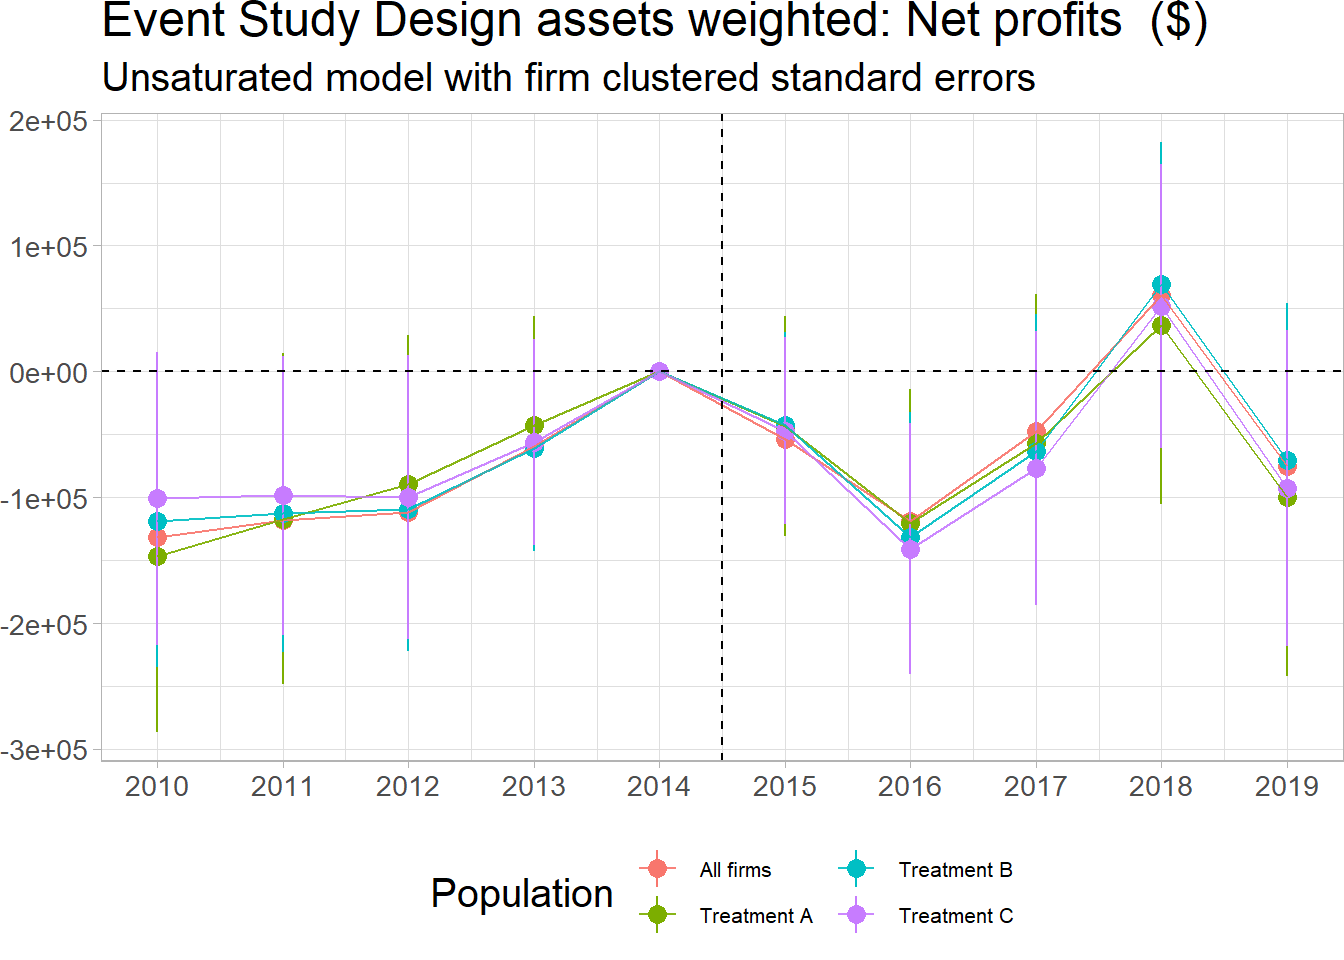 Event Study Design assets weighted: Net profits  ($)
Unsaturated model with firm clustered standard errors
2e+05
1e+05
0e+00
-1e+05
-2e+05
-3e+05
2010 2011 2012 2013 2014 2015 2016 2017 2018 2019
Population
All firms
Treatment A
Treatment B
Treatment C